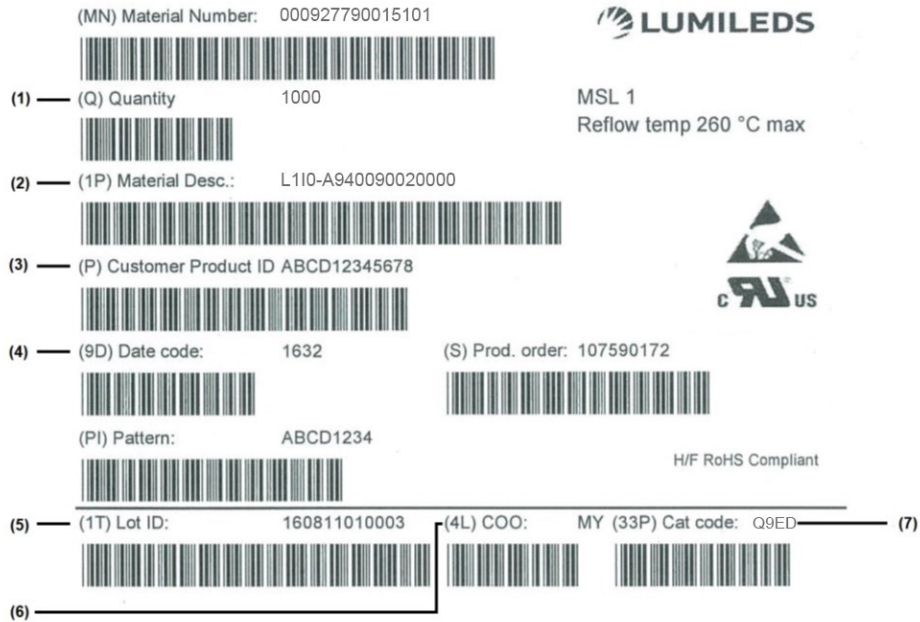 (MN) Material Number: 000927790015101
LUMILEDS
(1) (Q) Quantity 1000
MSL 1
Reflow temp 260 °C max
(2) (1P) Material Desc.: L1I0-A940090020000
(3) (P) Customer Product ID ABCD12345678
C RU US
(4) (9D) Date code: 1632 (S) Prod. order: 107590172
(PI) Pattern: ABCD1234
H/F RoHS Compliant
(5) (1T) Lot ID: 160811010003 (4L) COO: MY (33P) Cat code: Q9ED (7)
(6)